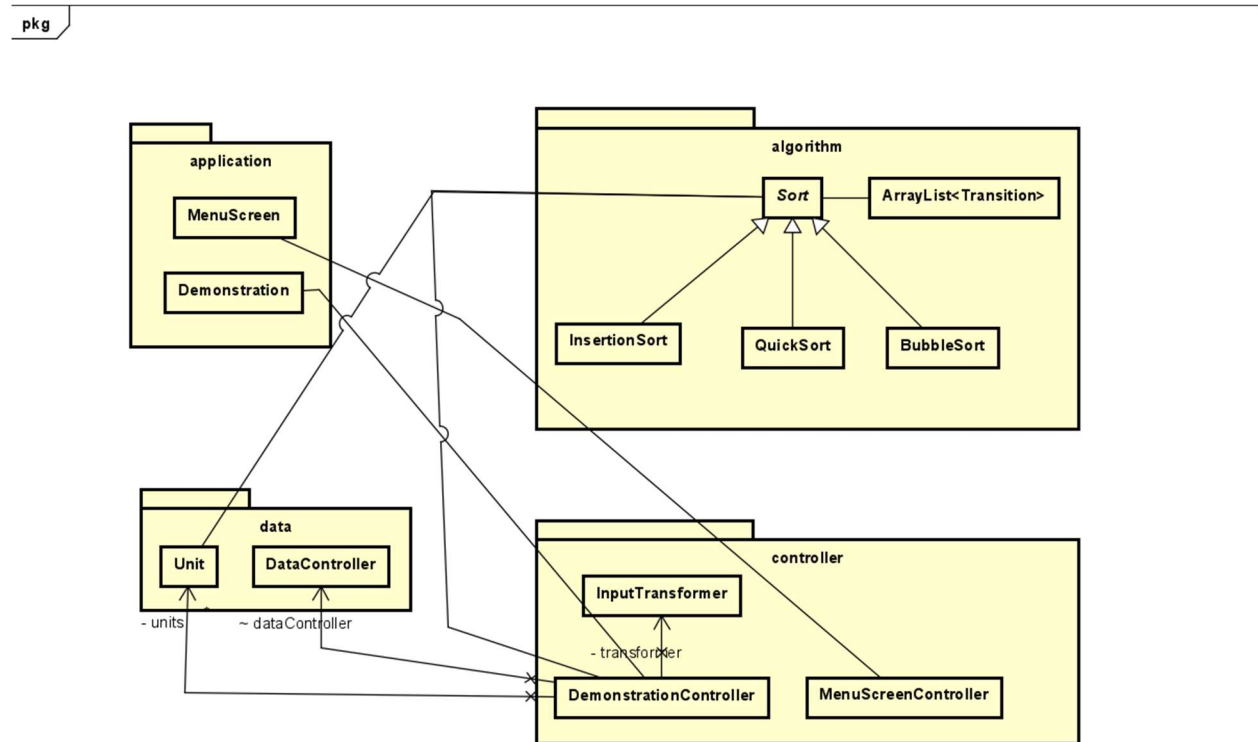 pkg
application
MenuScreen
Demonstration
algorithm
Sort
ArrayList<Transition>
InsertionSort
QuickSort
BubbleSort
data
Unit
DataController
- units
~ dataController
controller
InputTransformer
- transformer
DemonstrationController
MenuScreenController